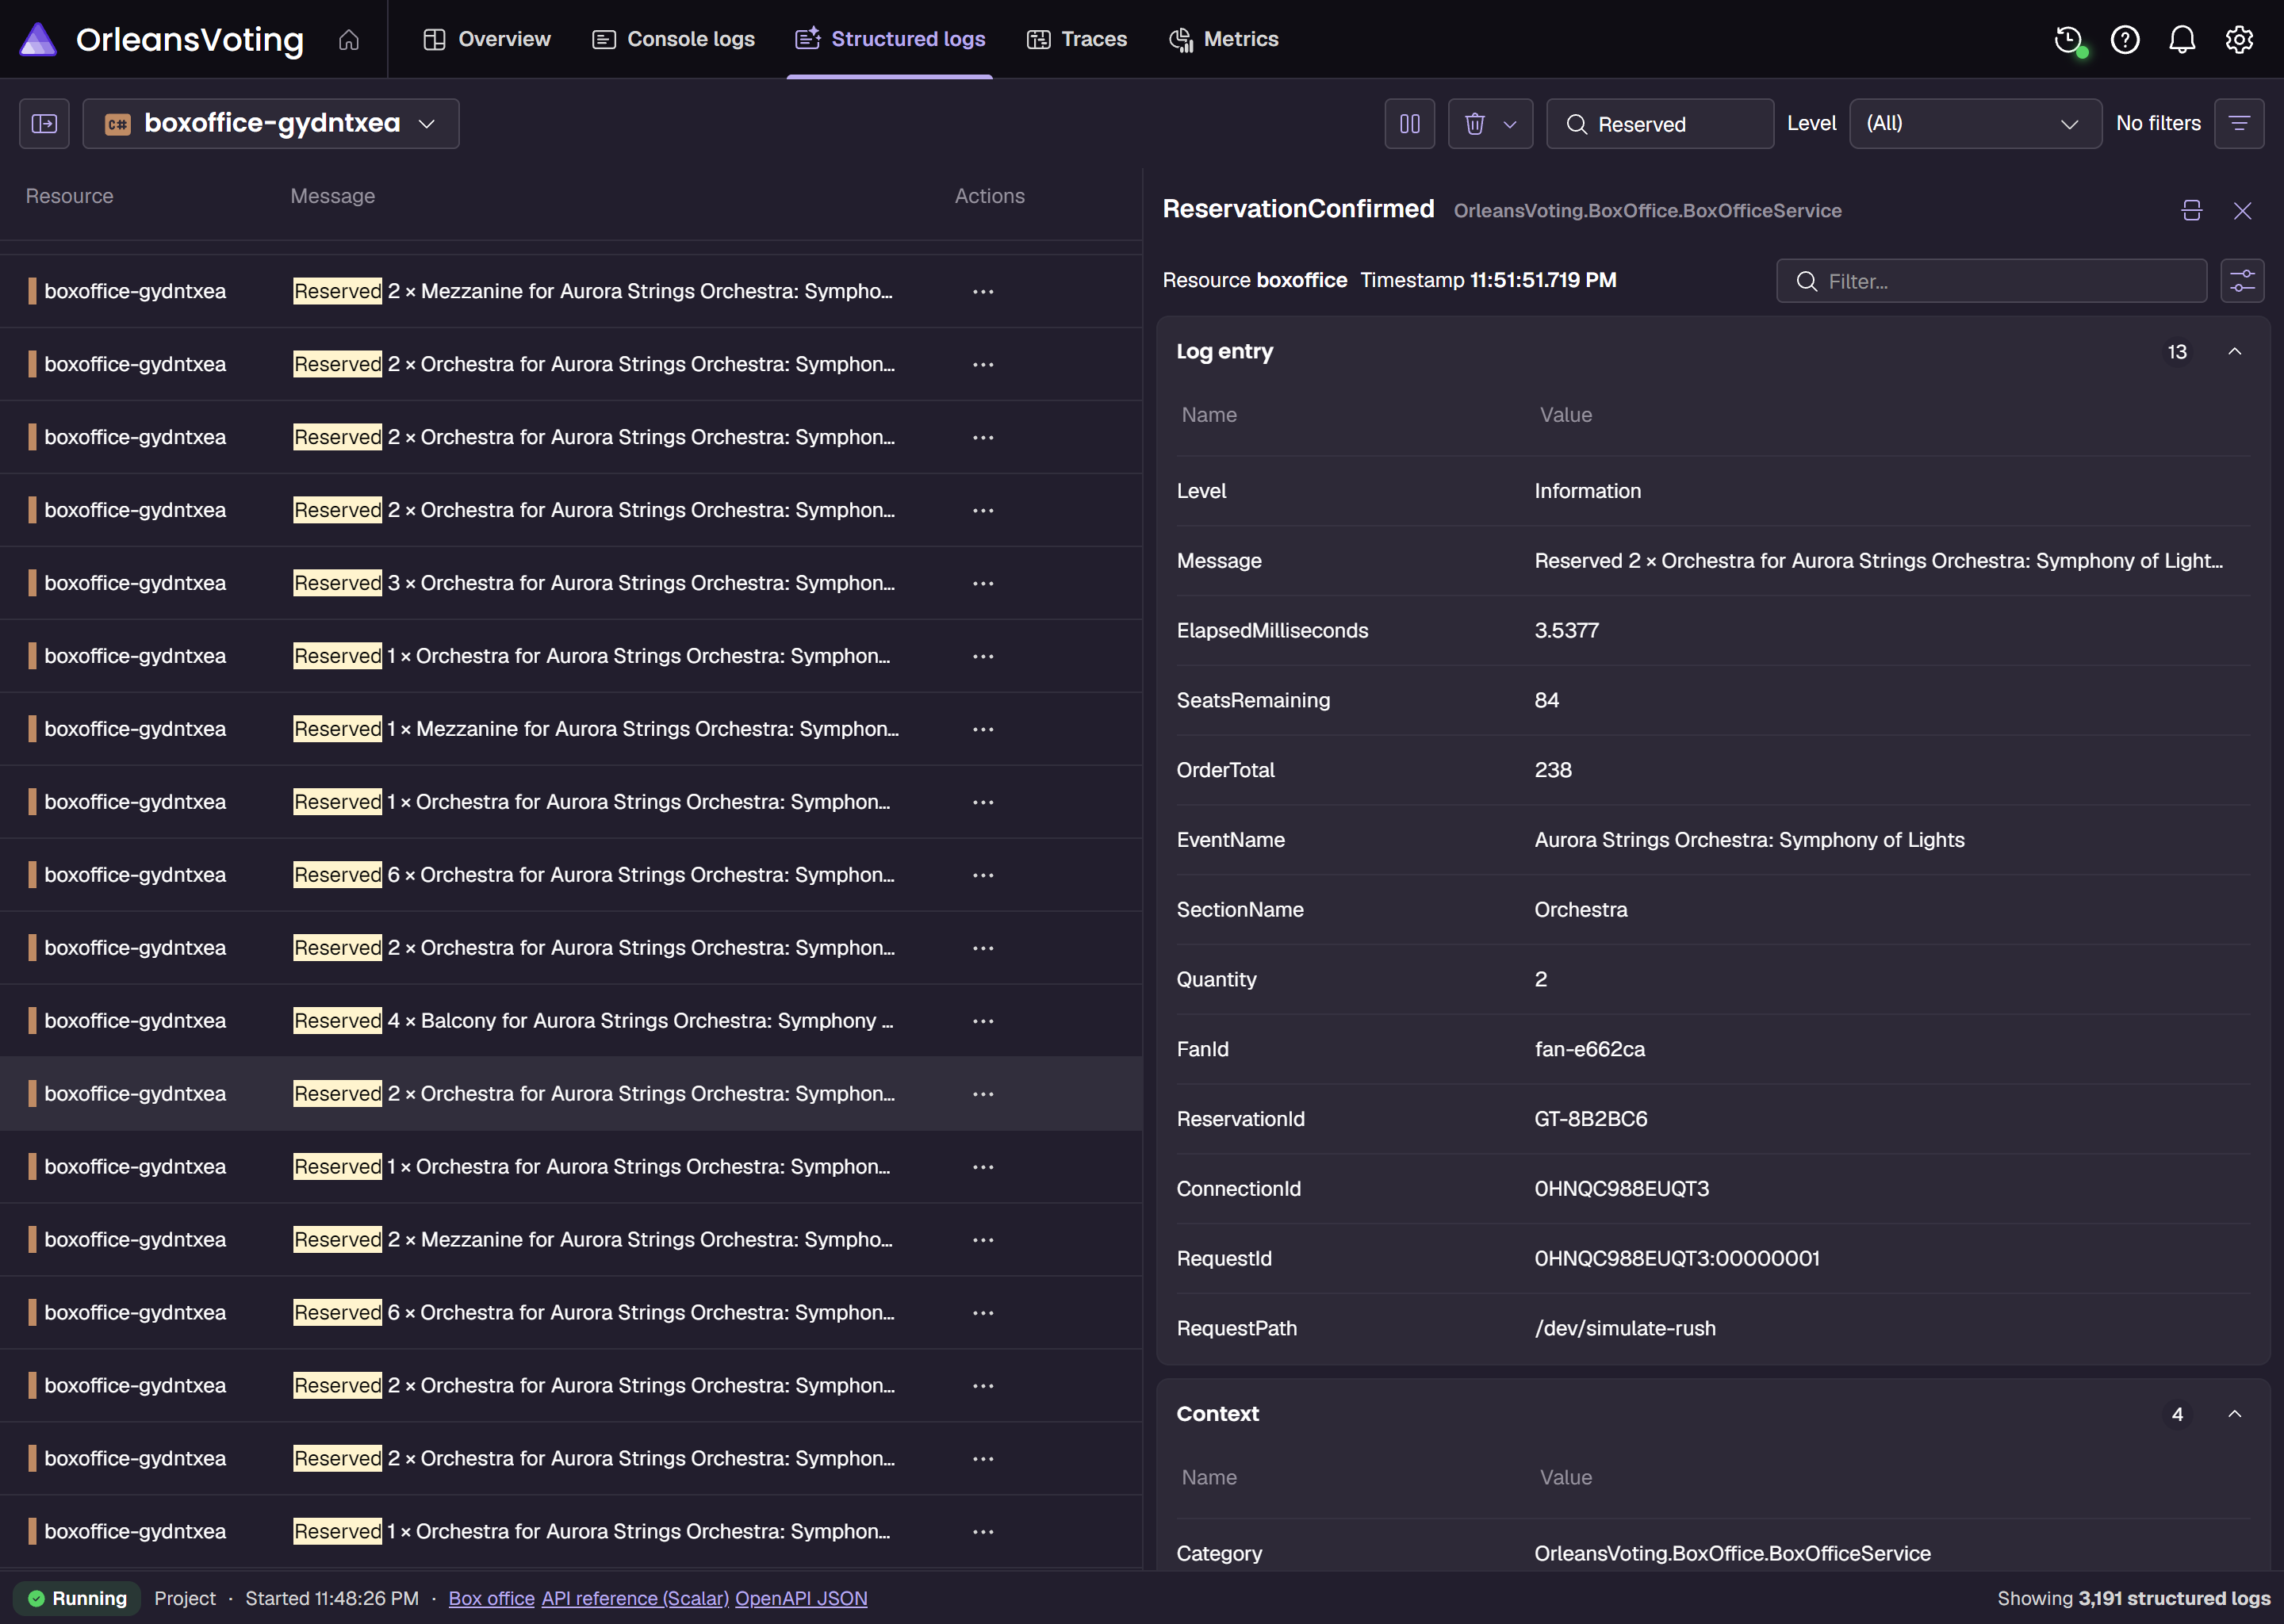 OrleansVoting Overview Console logs Structured logs Traces Metrics
C# boxoffice-gydntxea Reserved Level (All) No filters
Resource Message Actions
boxoffice-gydntxea Reserved 2 × Mezzanine for Aurora Strings Orchestra: Sympho...
boxoffice-gydntxea Reserved 2 × Orchestra for Aurora Strings Orchestra: Symphon...
boxoffice-gydntxea Reserved 2 × Orchestra for Aurora Strings Orchestra: Symphon...
boxoffice-gydntxea Reserved 2 × Orchestra for Aurora Strings Orchestra: Symphon...
boxoffice-gydntxea Reserved 3 × Orchestra for Aurora Strings Orchestra: Symphon...
boxoffice-gydntxea Reserved 1 × Orchestra for Aurora Strings Orchestra: Symphon...
boxoffice-gydntxea Reserved 1 × Mezzanine for Aurora Strings Orchestra: Symphon...
boxoffice-gydntxea Reserved 1 × Orchestra for Aurora Strings Orchestra: Symphon...
boxoffice-gydntxea Reserved 6 × Orchestra for Aurora Strings Orchestra: Symphon...
boxoffice-gydntxea Reserved 2 × Orchestra for Aurora Strings Orchestra: Symphon...
boxoffice-gydntxea Reserved 4 × Balcony for Aurora Strings Orchestra: Symphony ...
boxoffice-gydntxea Reserved 2 × Orchestra for Aurora Strings Orchestra: Symphon...
boxoffice-gydntxea Reserved 1 × Orchestra for Aurora Strings Orchestra: Symphon...
boxoffice-gydntxea Reserved 2 × Mezzanine for Aurora Strings Orchestra: Sympho...
boxoffice-gydntxea Reserved 6 × Orchestra for Aurora Strings Orchestra: Symphon...
boxoffice-gydntxea Reserved 2 × Orchestra for Aurora Strings Orchestra: Symphon...
boxoffice-gydntxea Reserved 2 × Orchestra for Aurora Strings Orchestra: Symphon...
boxoffice-gydntxea Reserved 1 × Orchestra for Aurora Strings Orchestra: Symphon...
ReservationConfirmed OrleansVoting.BoxOffice.BoxOfficeService
Resource boxoffice Timestamp 11:51:51.719 PM Filter...
Log entry 13
Name Value
Level Information
Message Reserved 2 × Orchestra for Aurora Strings Orchestra: Symphony of Light...
ElapsedMilliseconds 3.5377
SeatsRemaining 84
OrderTotal 238
EventName Aurora Strings Orchestra: Symphony of Lights
SectionName Orchestra
Quantity 2
FanId fan-e662ca
ReservationId GT-8B2BC6
ConnectionId 0HNQC988EUQT3
RequestId 0HNQC988EUQT3:00000001
RequestPath /dev/simulate-rush
Context 4
Name Value
Category OrleansVoting.BoxOffice.BoxOfficeService
Running Project · Started 11:48:26 PM · Box office API reference (Scalar) OpenAPI JSON Showing 3,191 structured logs